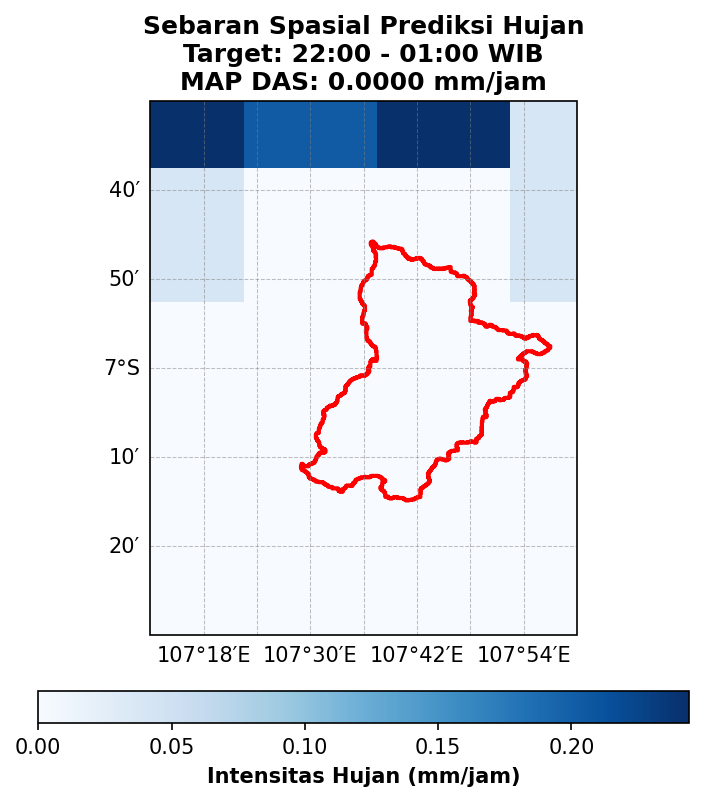 Sebaran Spasial Prediksi Hujan
Target: 22:00 - 01:00 WIB
MAP DAS: 0.0000 mm/jam
40′
50′
7°S
10′
20′
107°18′E 107°30′E 107°42′E 107°54′E
0.00 0.05 0.10 0.15 0.20
Intensitas Hujan (mm/jam)